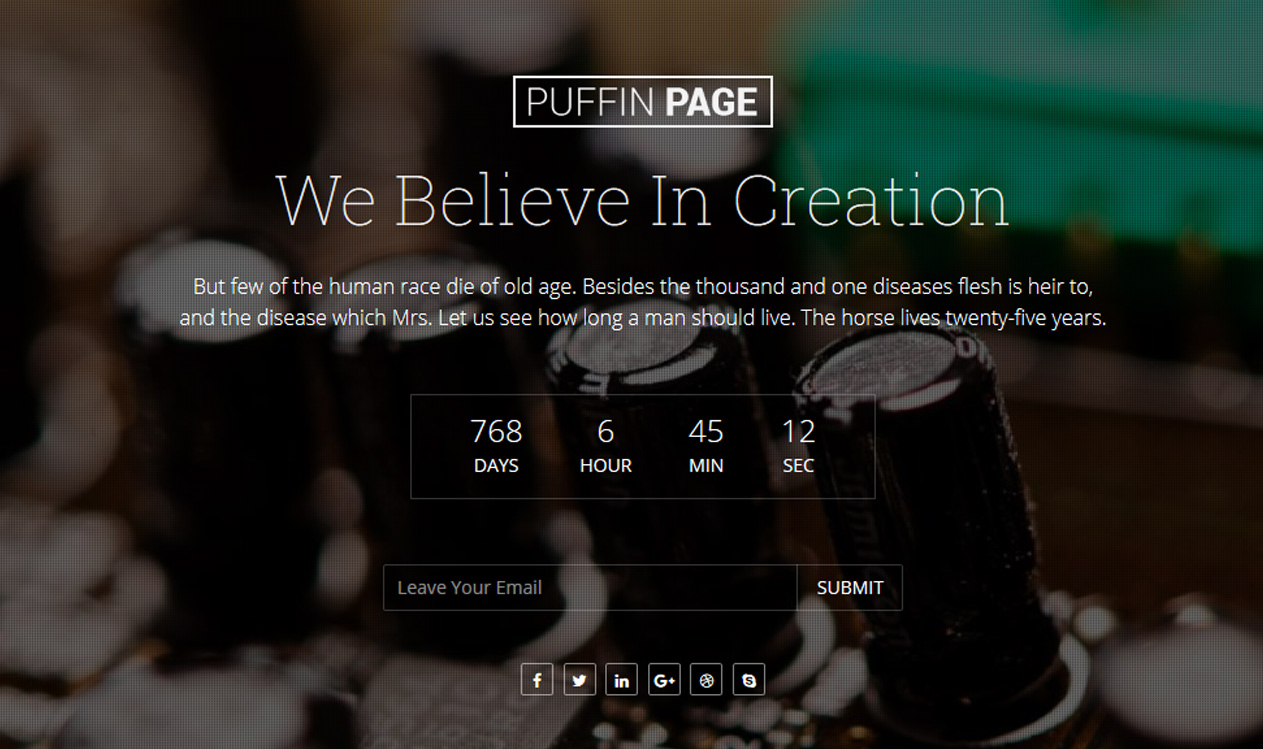 PUFFIN PAGE
We Believe In Creation
But few of the human race die of old age. Besides the thousand and one diseases flesh is heir to,
and the disease which Mrs. Let us see how long a man should live. The horse lives twenty-five years.
768 6 45 12
DAYS HOUR MIN SEC
Leave Your Email SUBMIT
f in G+